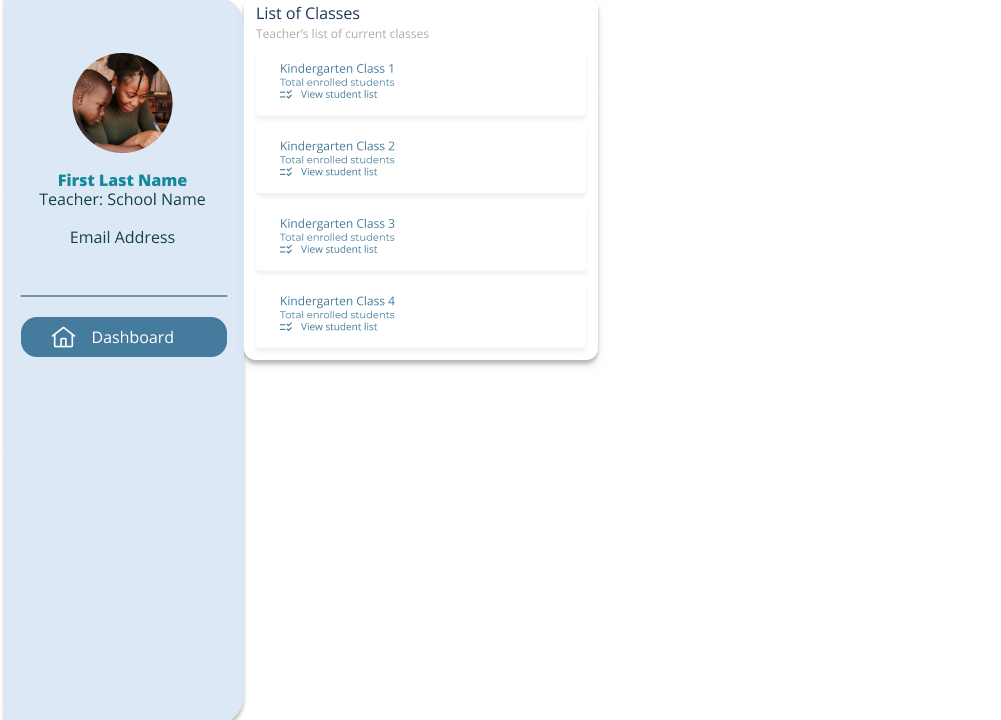 First Last Name
Teacher: School Name
Email Address
Dashboard
List of Classes
Teacher's list of current classes
Kindergarten Class 1
Total enrolled students
View student list
Kindergarten Class 2
Total enrolled students
View student list
Kindergarten Class 3
Total enrolled students
View student list
Kindergarten Class 4
Total enrolled students
View student list